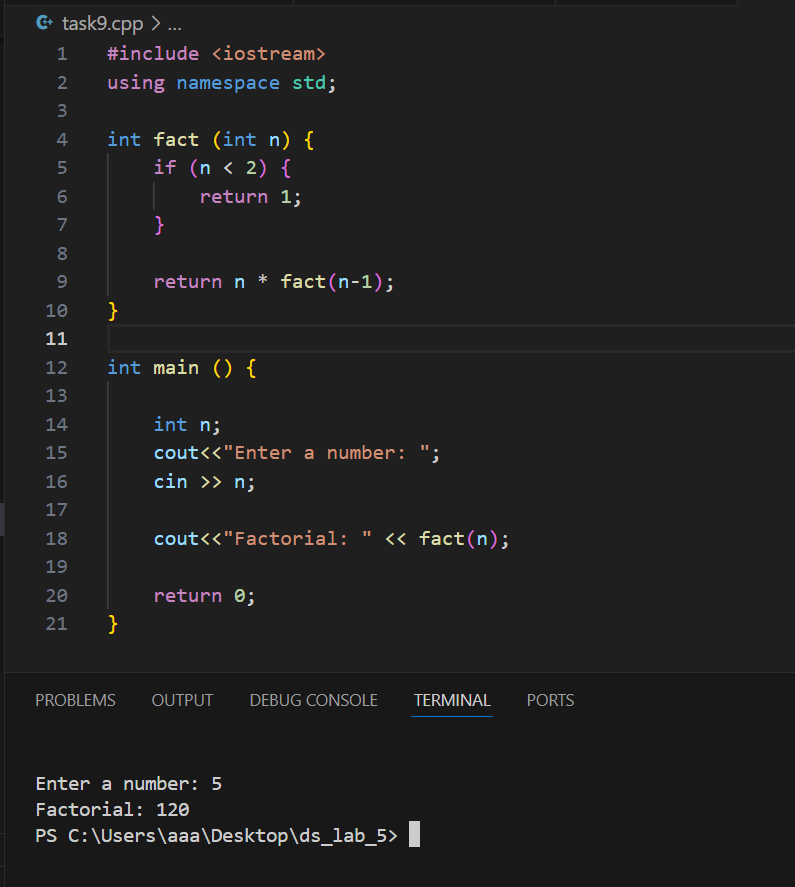 task9.cpp > ...
1 #include <iostream>
2 using namespace std;
3
4 int fact (int n) {
5     if (n < 2) {
6         return 1;
7     }
8
9     return n * fact(n-1);
10 }
11
12 int main () {
13
14     int n;
15     cout<<"Enter a number: ";
16     cin >> n;
17
18     cout<<"Factorial: " << fact(n);
19
20     return 0;
21 }
PROBLEMS OUTPUT DEBUG CONSOLE TERMINAL PORTS
Enter a number: 5
Factorial: 120
PS C:\Users\aaa\Desktop\ds_lab_5>